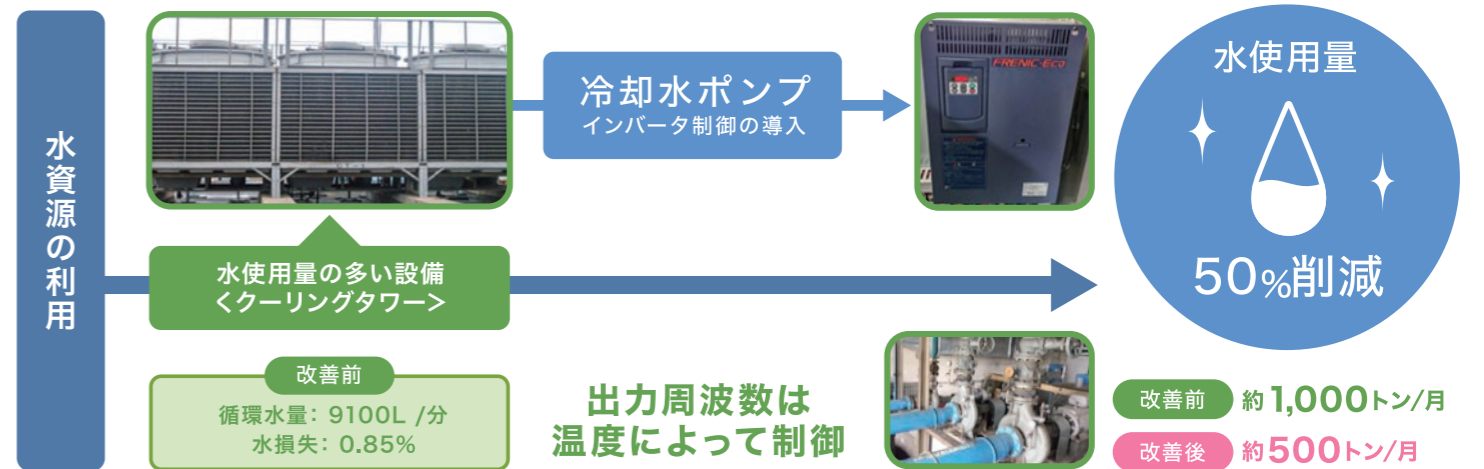 水資源の利用
冷却水ポンプ
インバータ制御の導入
FRENIC-Eco
水使用量
50%削減
水使用量の多い設備
<クーリングタワー>
改善前
循環水量: 9100L /分
水損失: 0.85%
出力周波数は
温度によって制御
改善前 約1,000トン/月
改善後 約500トン/月